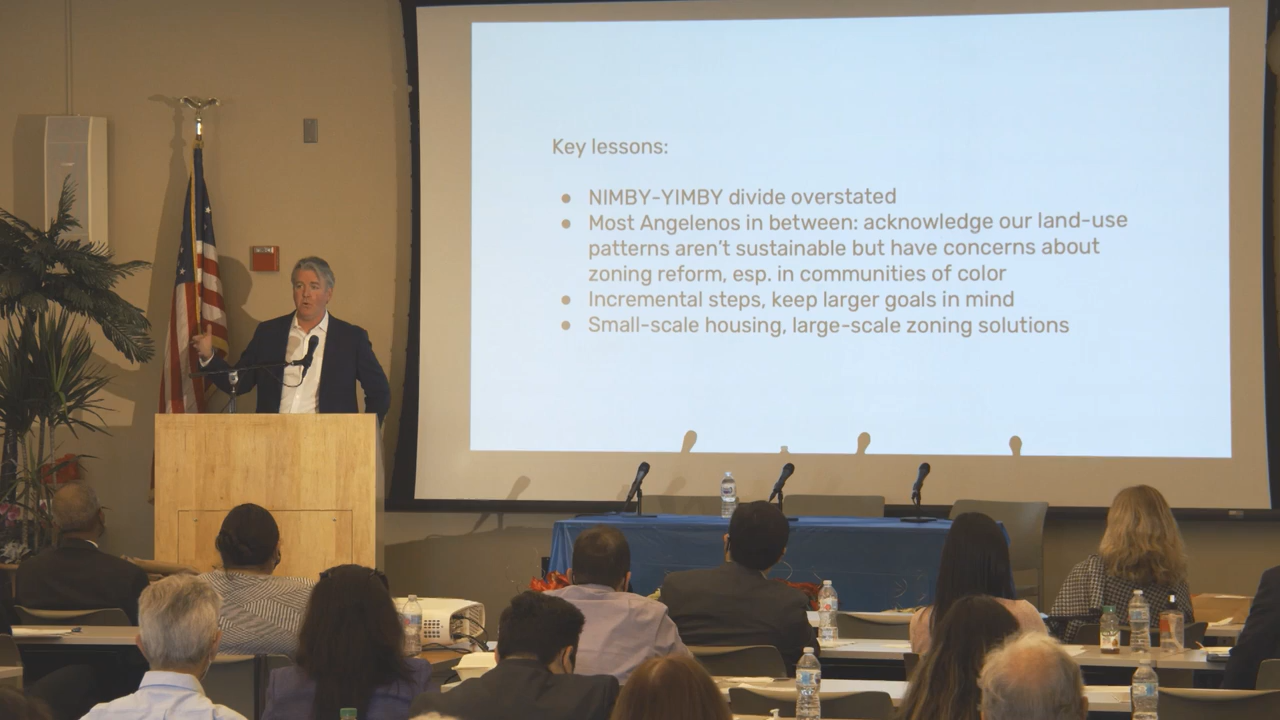 Key lessons:
● NIMBY-YIMBY divide overstated
● Most Angelenos in between: acknowledge our land-use
patterns aren't sustainable but have concerns about
zoning reform, esp. in communities of color
● Incremental steps, keep larger goals in mind
● Small-scale housing, large-scale zoning solutions